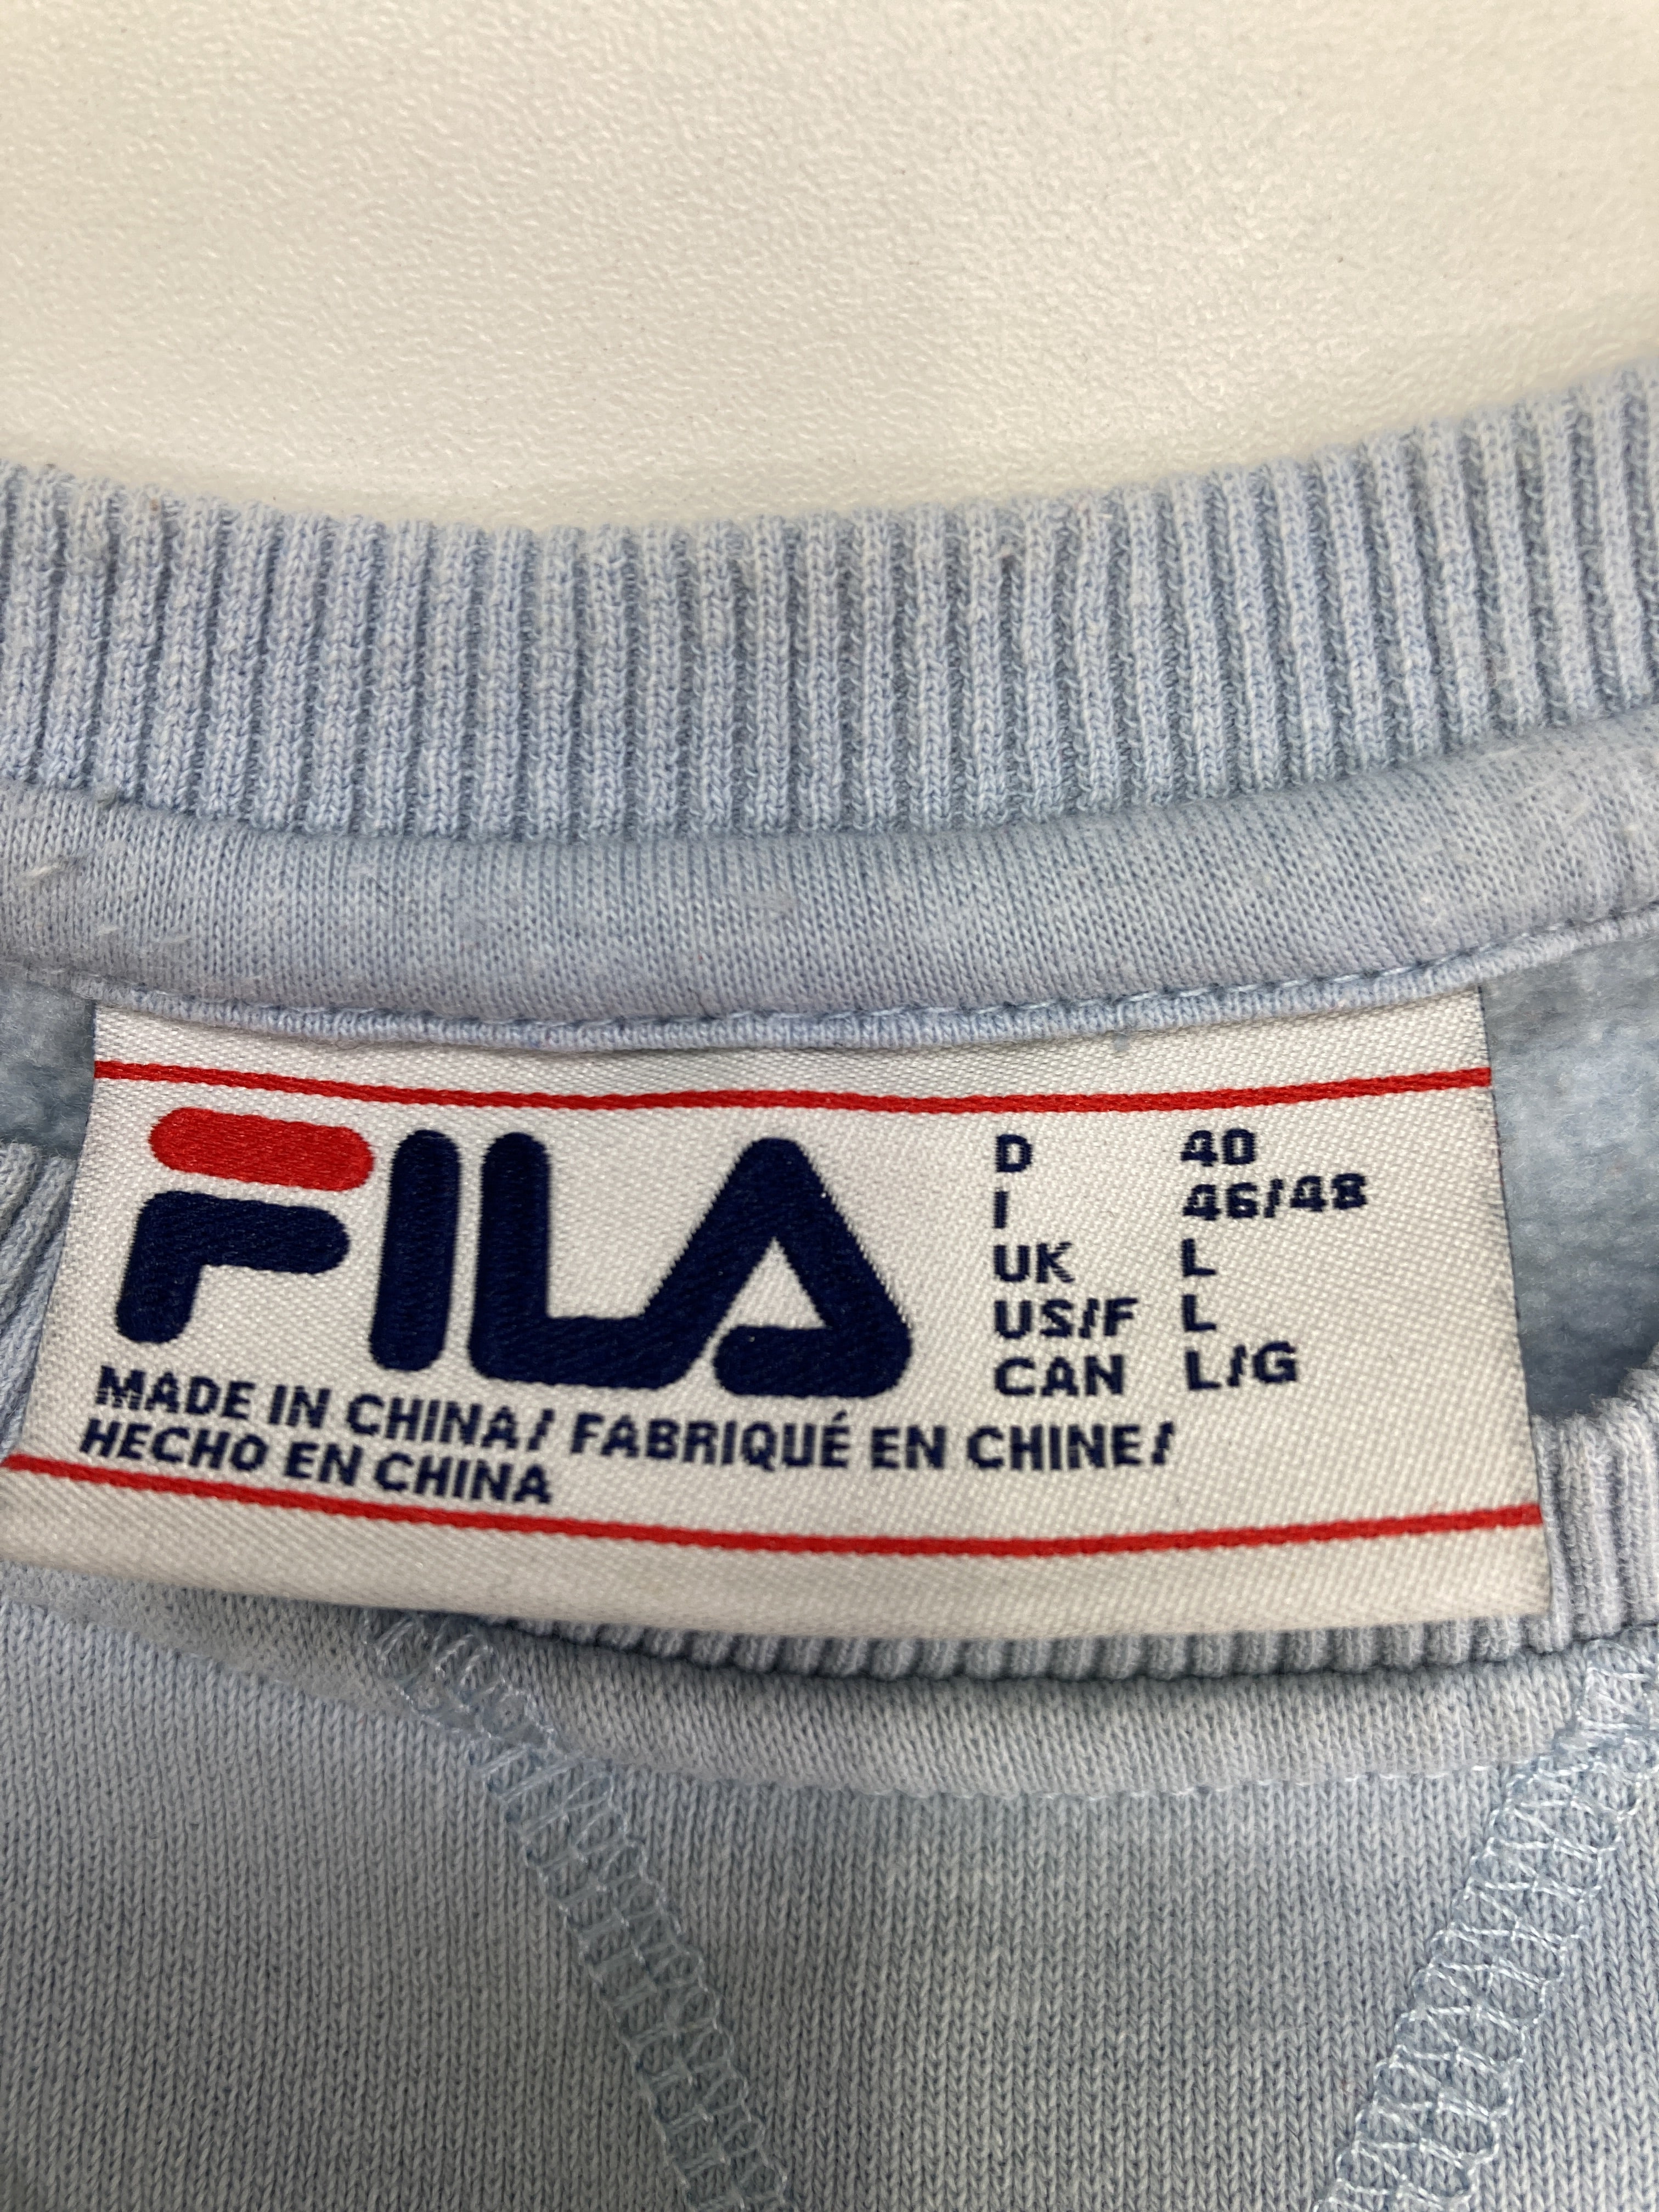 FILA
D 40
I 46/48
UK L
US/F L
CAN L/G
MADE IN CHINA/ FABRIQUÉ EN CHINE/
HECHO EN CHINA